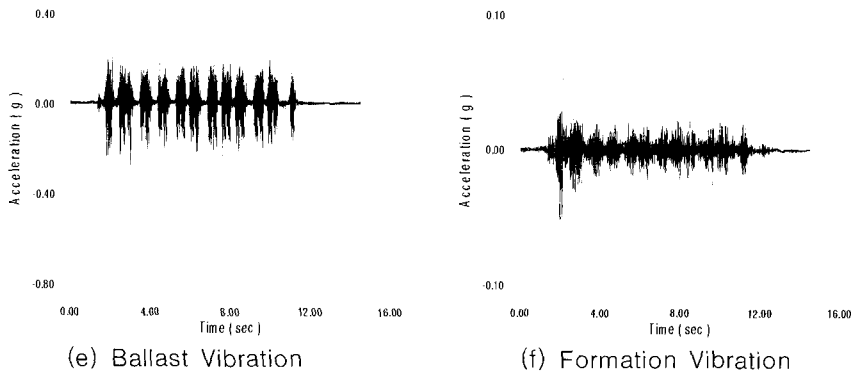 0.40
0.00
-0.40
-0.80
Acceleration (g)
0.00 4.00 8.00 12.00 16.00
Time (sec)
(e) Ballast Vibration
0.10
0.00
-0.10
Acceleration (g)
0.00 4.00 8.00 12.00 16.00
Time (sec)
(f) Formation Vibration